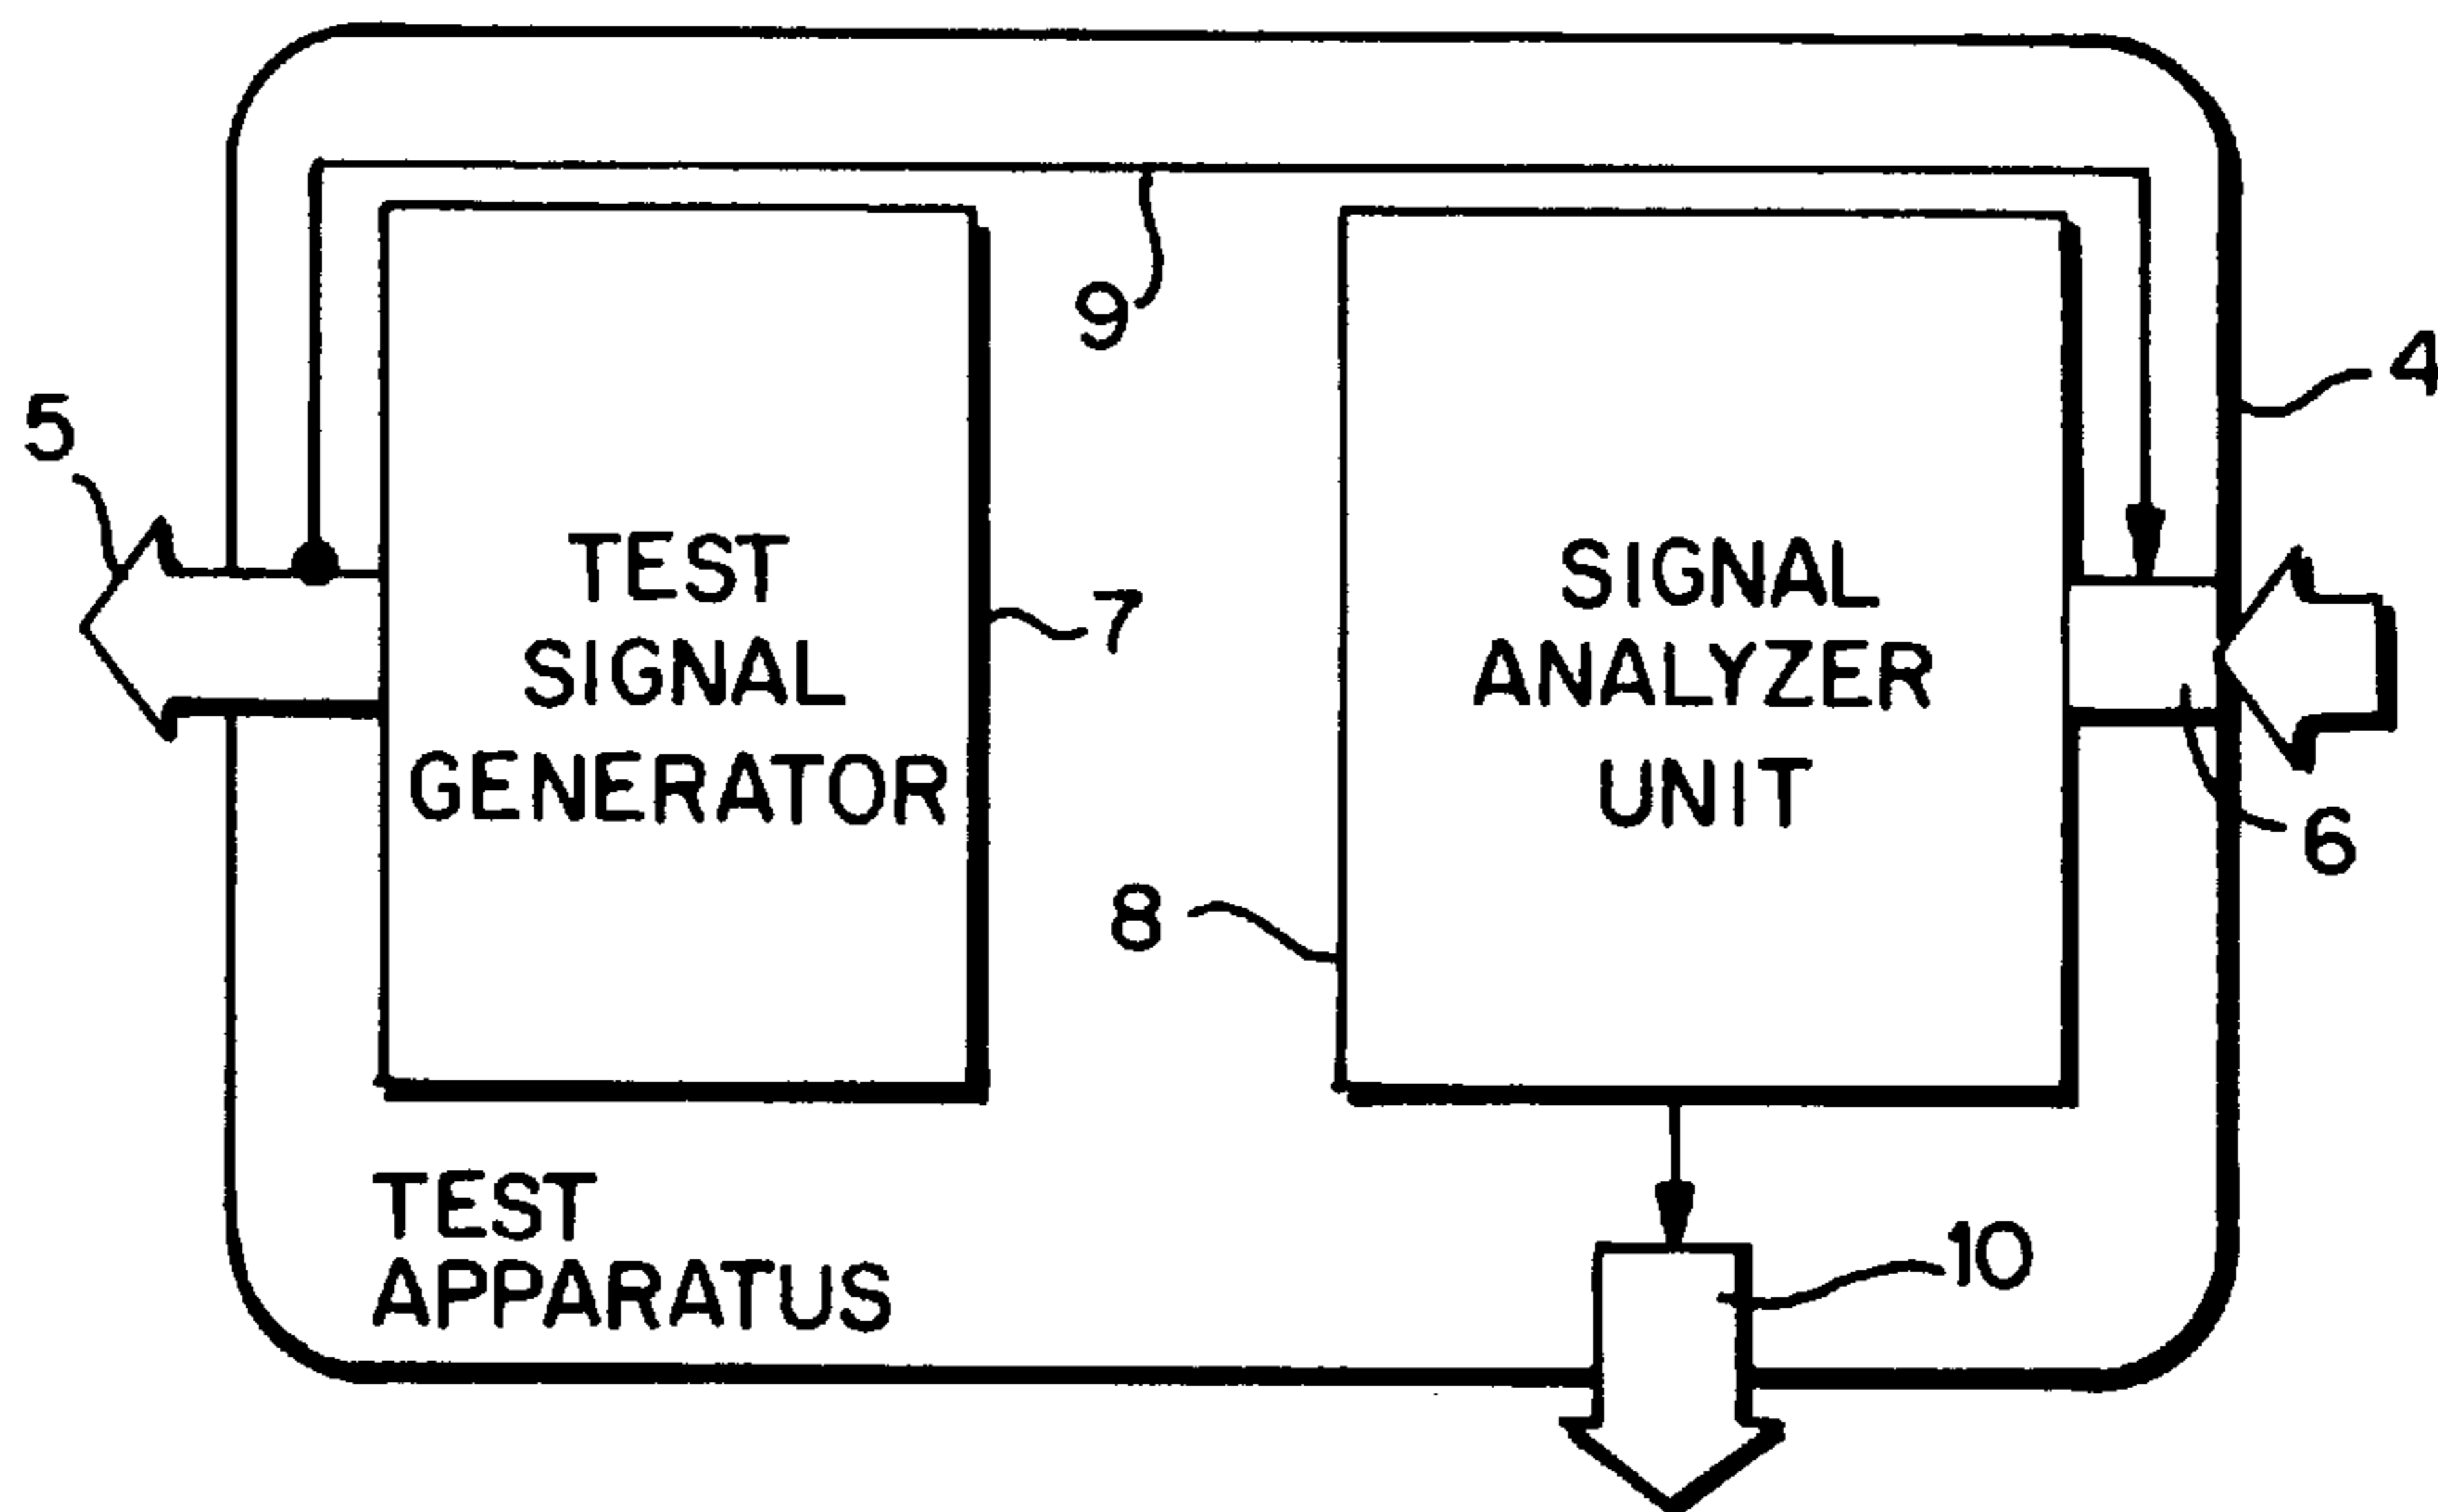 9
4
5
TEST
SIGNAL
GENERATOR
7
SIGNAL
ANALYZER
UNIT
6
8
TEST
APPARATUS
10